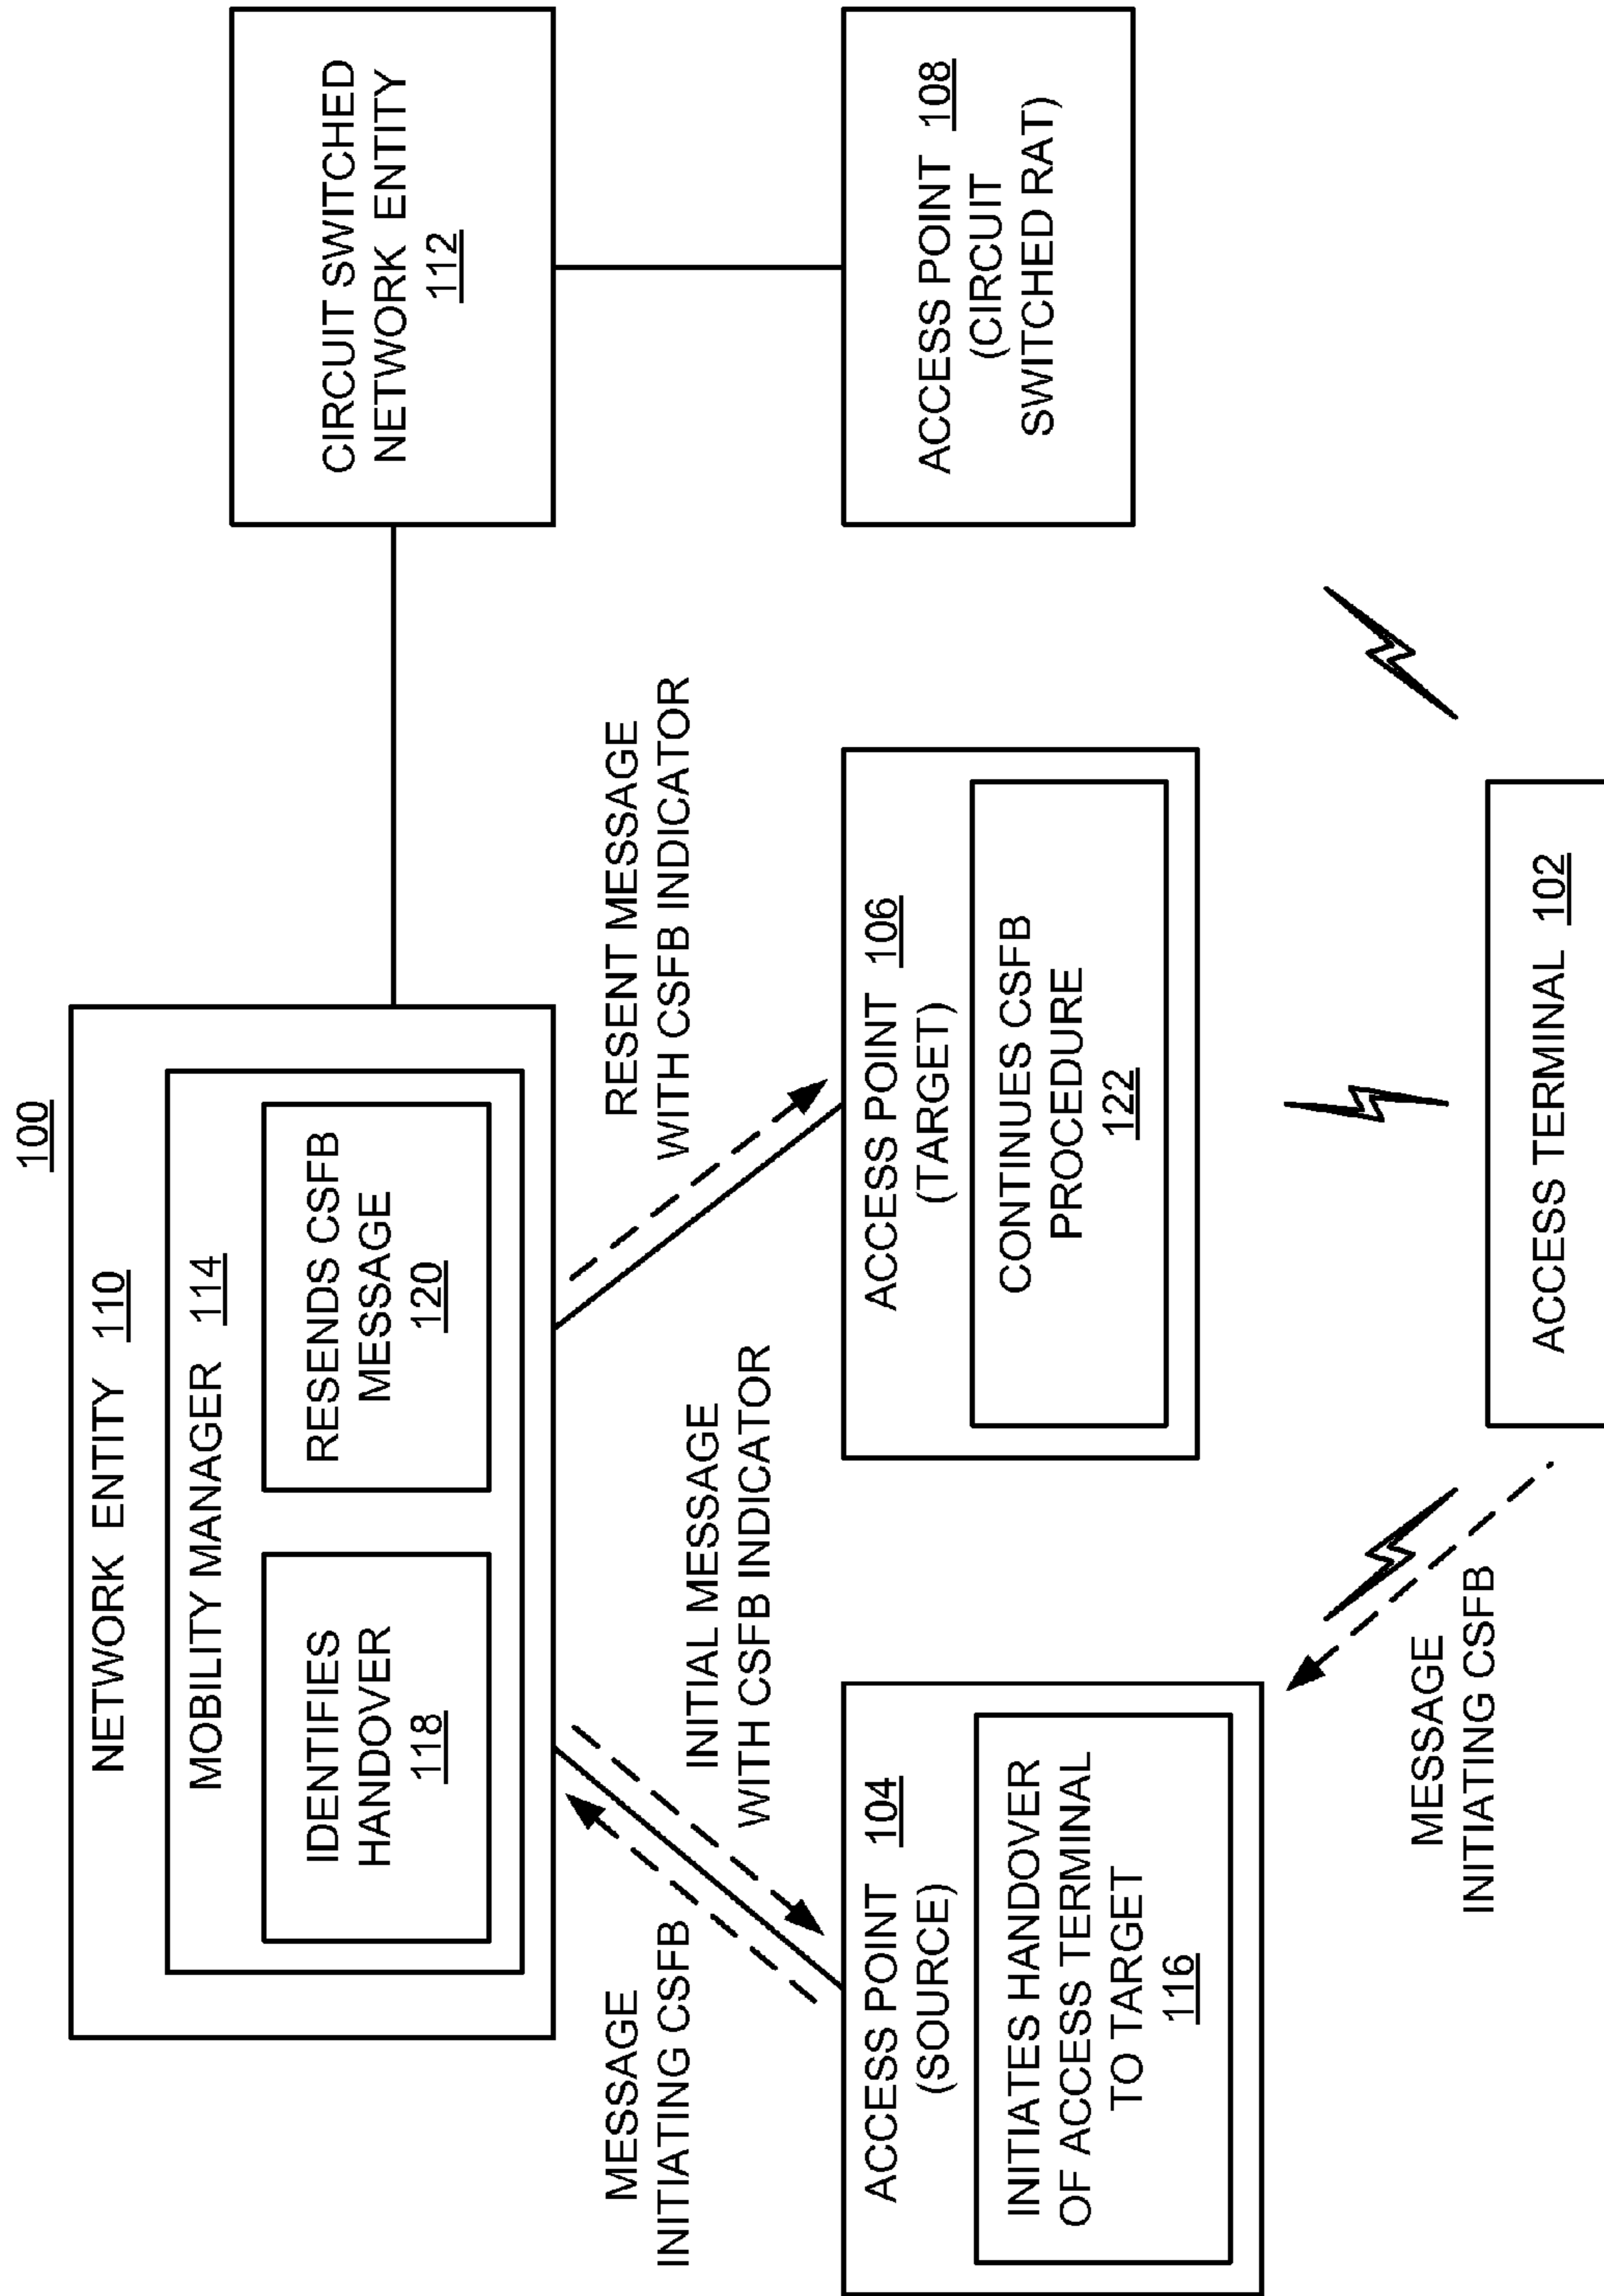 100
NETWORK ENTITY 110
MOBILITY MANAGER 114
IDENTIFIES
HANDOVER
118
RESENDS CSFB
MESSAGE
120
CIRCUIT SWITCHED
NETWORK ENTITY
112
MESSAGE
INITIATING CSFB
INITIAL MESSAGE
WITH CSFB INDICATOR
RESENT MESSAGE
WITH CSFB INDICATOR
ACCESS POINT 104
(SOURCE)
INITIATES HANDOVER
OF ACCESS TERMINAL
TO TARGET
116
ACCESS POINT 106
(TARGET)
CONTINUES CSFB
PROCEDURE
122
ACCESS POINT 108
(CIRCUIT
SWITCHED RAT)
MESSAGE
INITIATING CSFB
ACCESS TERMINAL 102